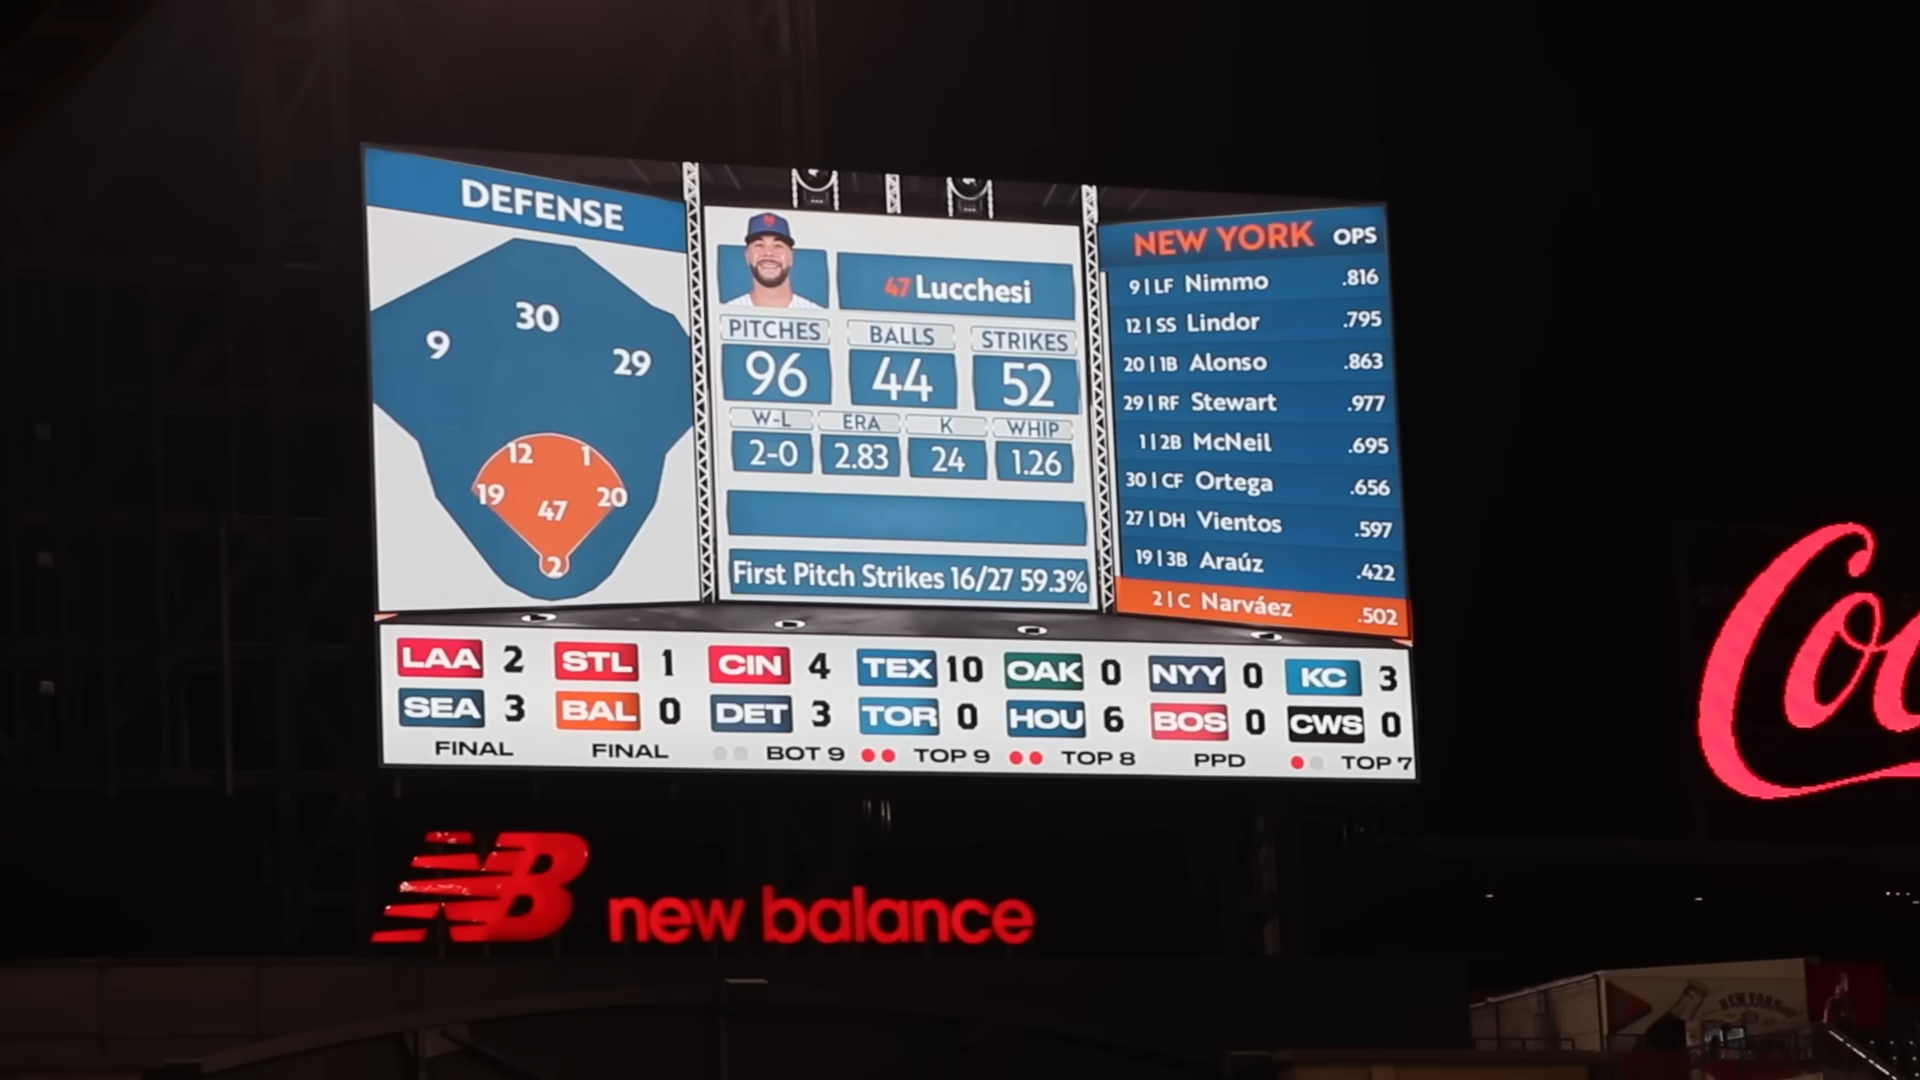 DEFENSE
30
9
29
12 1
19 20
47
2
47 Lucchesi
PITCHES BALLS STRIKES
96 44 52
W-L ERA K WHIP
2-0 2.83 24 1.26
First Pitch Strikes 16/27 59.3%
NEW YORK OPS
9 | LF Nimmo .816
12 | SS Lindor .795
20 | 1B Alonso .863
29 | RF Stewart .977
1 | 2B McNeil .695
30 | CF Ortega .656
27 | DH Vientos .597
19 | 3B Araúz .422
2 | C Narváez .502
LAA 2 STL 1 CIN 4 TEX 10 OAK 0 NYY 0 KC 3
SEA 3 BAL 0 DET 3 TOR 0 HOU 6 BOS 0 CWS 0
FINAL FINAL BOT 9 TOP 9 TOP 8 PPD TOP 7
NB new balance
NEW YORK